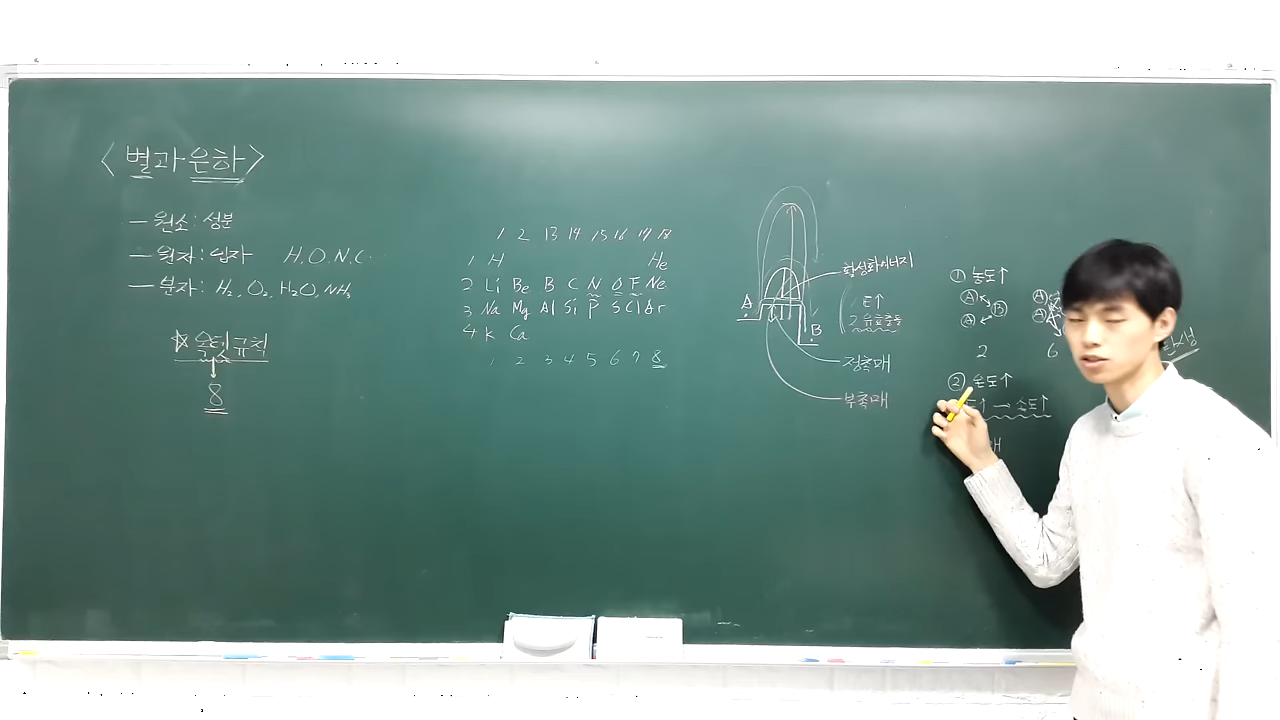 <별과 은하>
- 원소 : 성분
- 원자 : 입자 H, O, N, C ...
- 분자 : H₂, O₂, H₂O, NH₃
☆ 옥텟규칙
8
1 2 13 14 15 16 17 18
1 H He
2 Li Be B C N O F Ne
3 Na Mg Al Si P S Cl Ar
4 K Ca
1 2 3 4 5 6 7 8
활성화에너지
A
B
1. E↑
2. 유효충돌
정촉매
부촉매
① 농도↑
A B A
A A
2 6
② 온도↑
E↑ → 속도↑
매